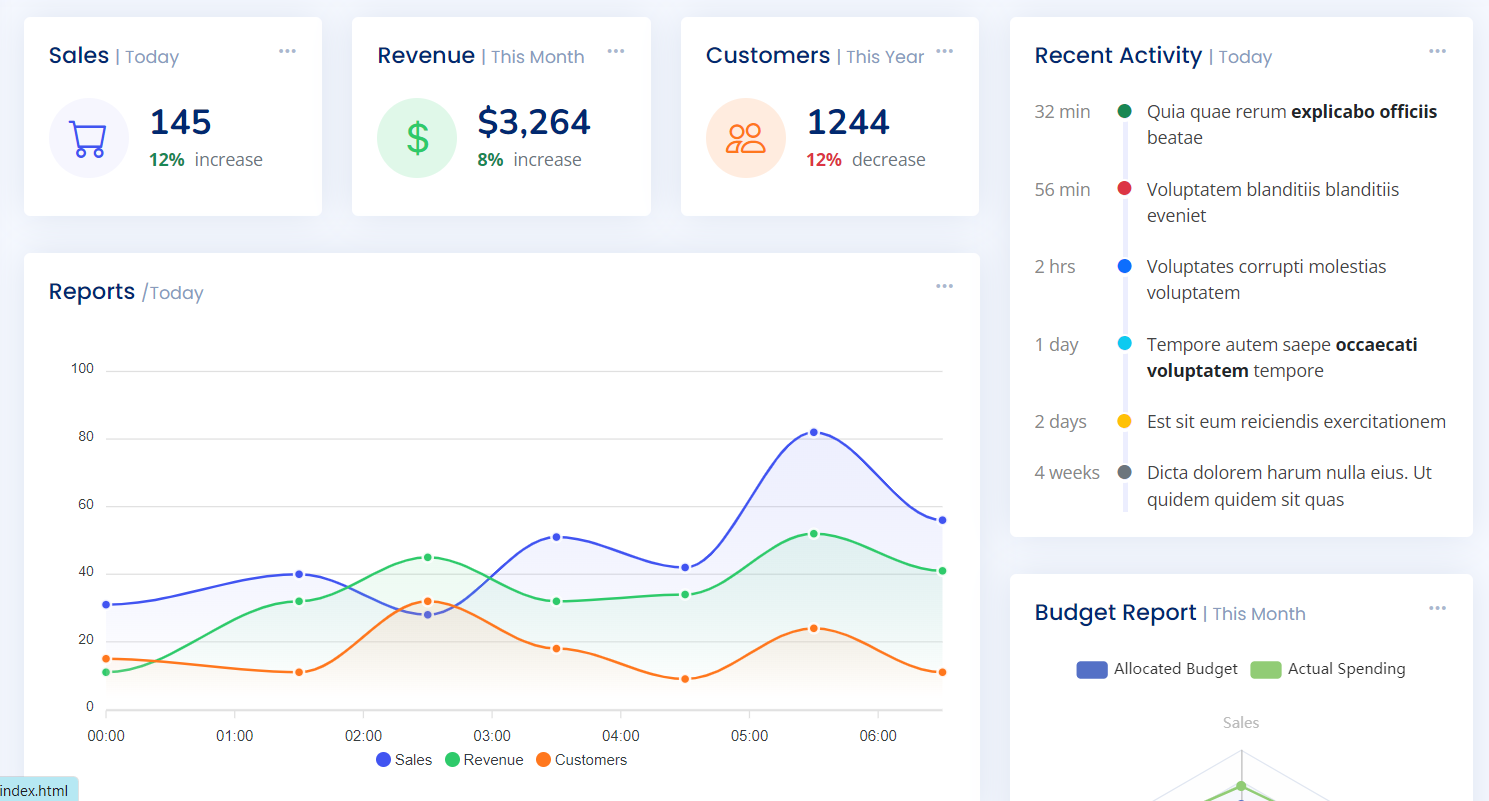 Sales | Today
145
12% increase
Revenue | This Month
$3,264
8% increase
Customers | This Year
1244
12% decrease
Reports /Today
100
80
60
40
20
0
00:00 01:00 02:00 03:00 04:00 05:00 06:00
Sales Revenue Customers
Recent Activity | Today
32 min Quia quae rerum explicabo officiis
beatae
56 min Voluptatem blanditiis blanditiis
eveniet
2 hrs Voluptates corrupti molestias
voluptatem
1 day Tempore autem saepe occaecati
voluptatem tempore
2 days Est sit eum reiciendis exercitationem
4 weeks Dicta dolorem harum nulla eius. Ut
quidem quidem sit quas
Budget Report | This Month
Allocated Budget Actual Spending
Sales
index.html